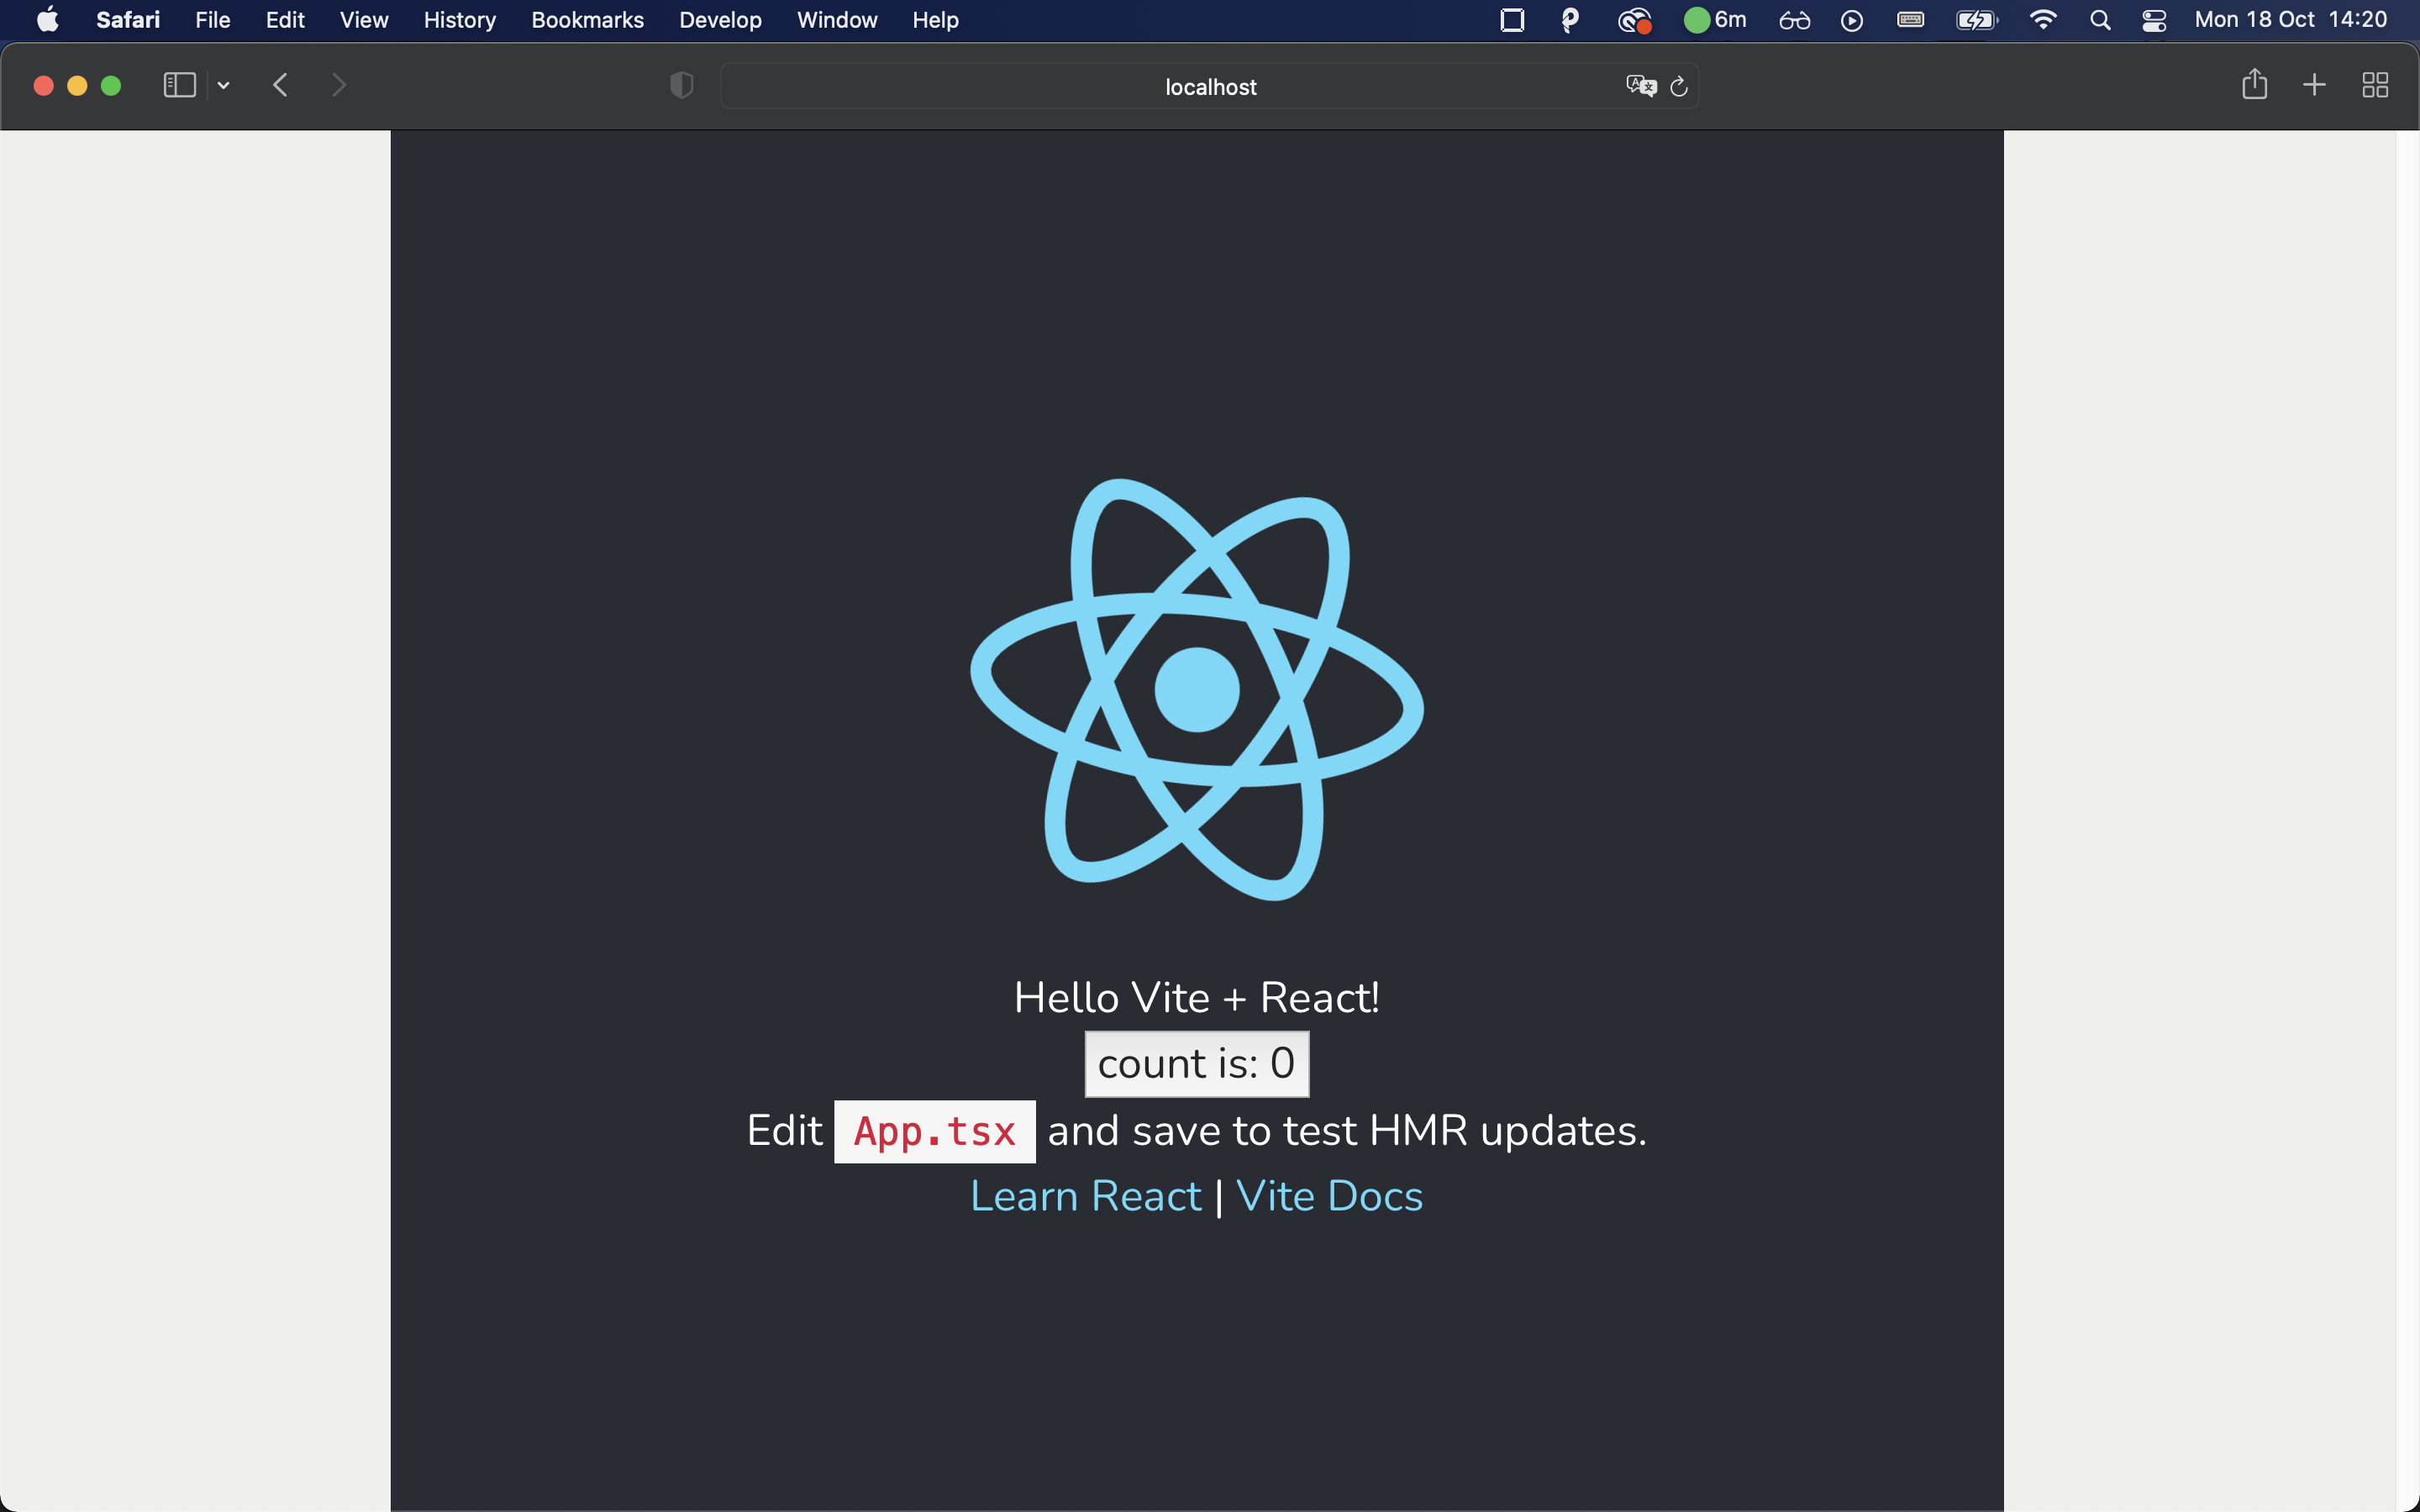 Safari File Edit View History Bookmarks Develop Window Help 6m Mon 18 Oct 14:20
localhost
Hello Vite + React!
count is: 0
Edit App.tsx and save to test HMR updates.
Learn React | Vite Docs